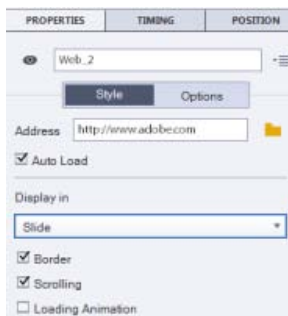 PROPERTIES TIMING POSITION
Web_2
Style Options
Address http://www.adobe.com
Auto Load
Display in
Slide
Border
Scrolling
Loading Animation